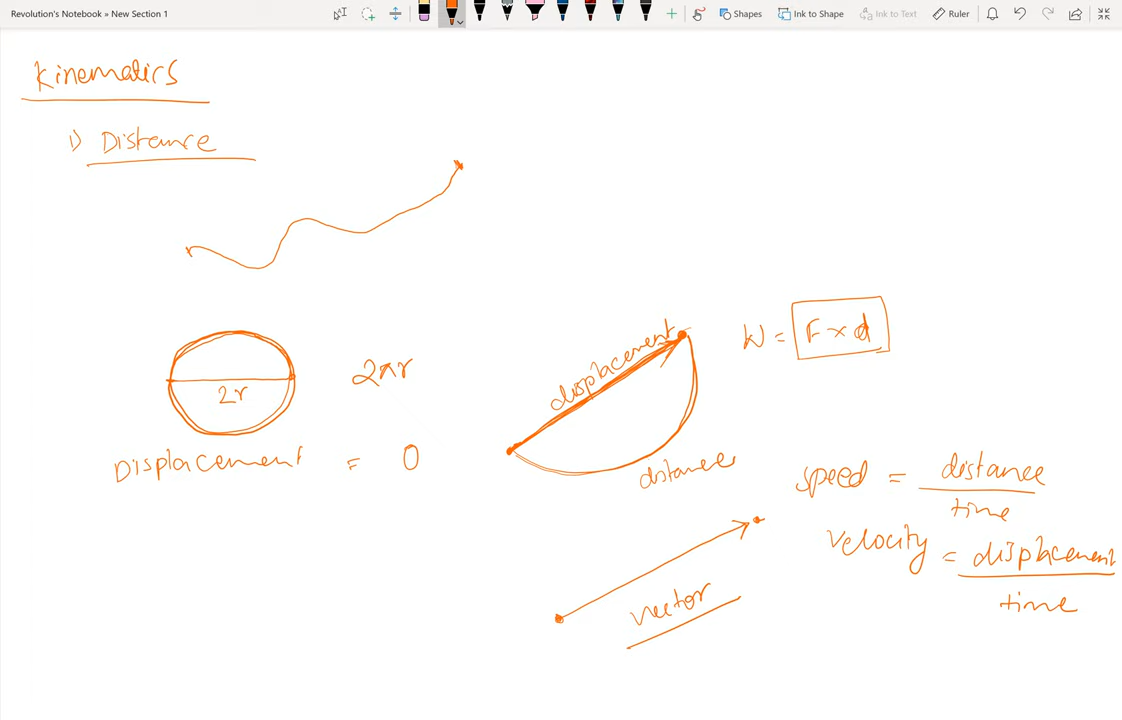 Revolution's Notebook » New Section 1
Shapes
Ink to Shape
Ink to Text
Ruler
Kinematics
1) Distance
2r
2πr
Displacement = 0
displacement
distance
W = F × d
speed = distance
time
velocity = displacement
time
vector